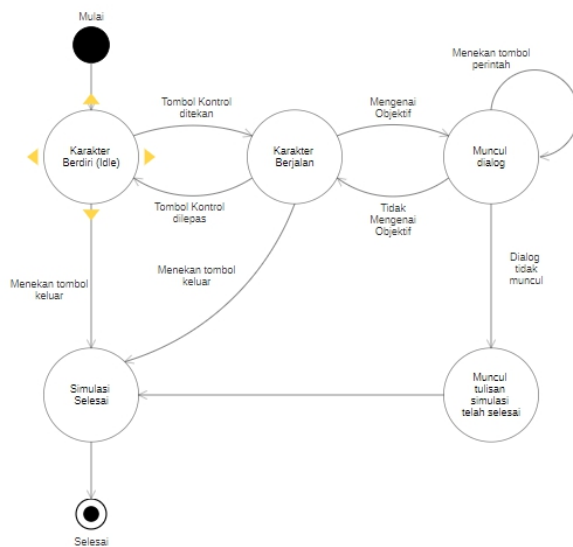 Mulai
Menekan tombol
perintah
Tombol Kontrol
ditekan
Mengenai
Objektif
Karakter
Berdiri (Idle)
Karakter
Berjalan
Muncul
dialog
Tombol Kontrol
dilepas
Tidak
Mengenai
Objektif
Menekan tombol
keluar
Menekan tombol
keluar
Dialog
tidak
muncul
Simulasi
Selesai
Muncul
tulisan
simulasi
telah selesai
Selesai